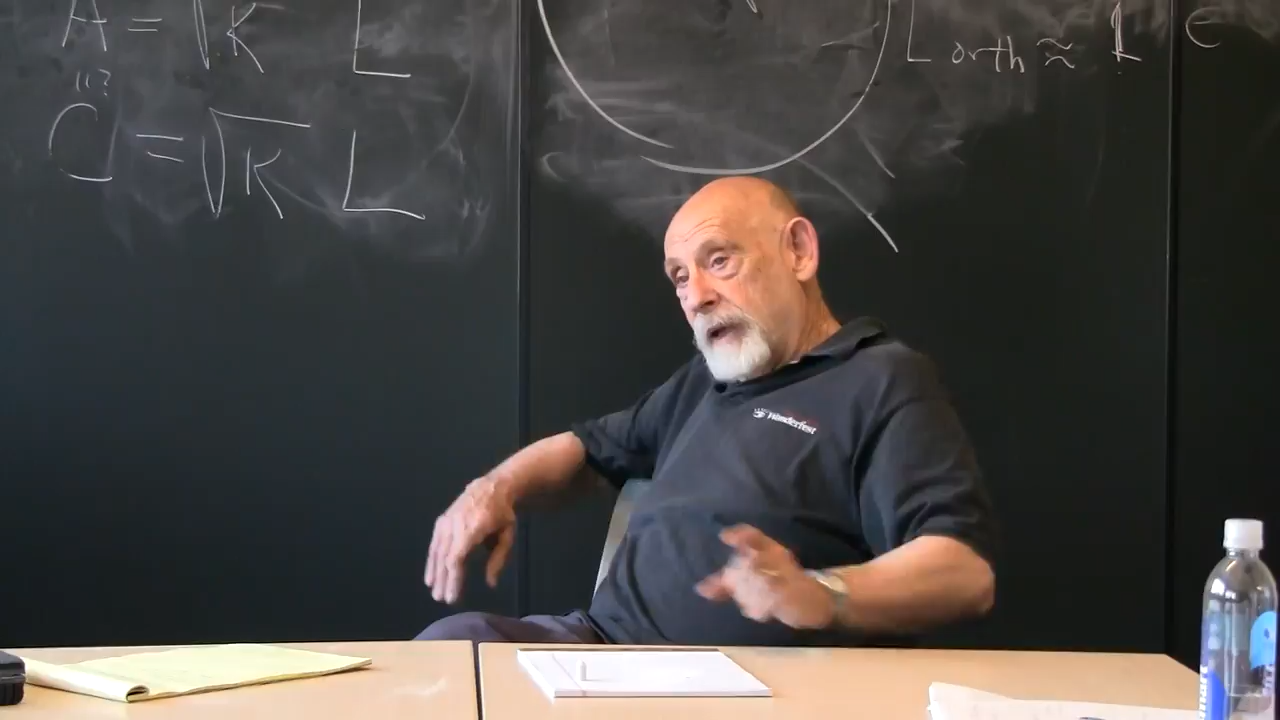 A = √K L
"?
C = √K L
L orth ≈ 1 ∈
Wonderfest